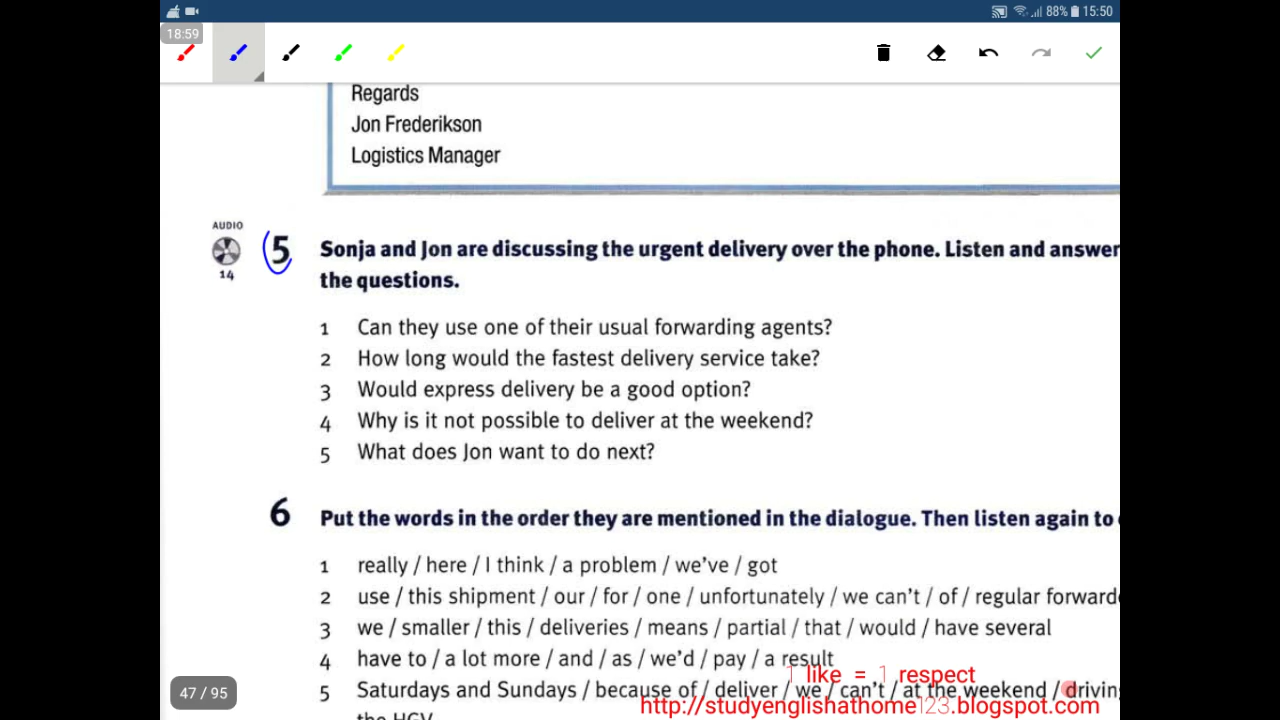 88% 15:50
18:59
Regards
Jon Frederikson
Logistics Manager
AUDIO
14
5 Sonja and Jon are discussing the urgent delivery over the phone. Listen and answer
the questions.
1 Can they use one of their usual forwarding agents?
2 How long would the fastest delivery service take?
3 Would express delivery be a good option?
4 Why is it not possible to deliver at the weekend?
5 What does Jon want to do next?
6 Put the words in the order they are mentioned in the dialogue. Then listen again to
1 really / here / I think / a problem / we've / got
2 use / this shipment / our / for / one / unfortunately / we can't / of / regular forward
3 we / smaller / this / deliveries / means / partial / that / would / have several
4 have to / a lot more / and / as / we'd / pay / a result
5 Saturdays and Sundays / because of / deliver / we / can't / at the weekend / drivin
the HGV
47 / 95
1 like = 1 respect
http://studyenglishathome123.blogspot.com